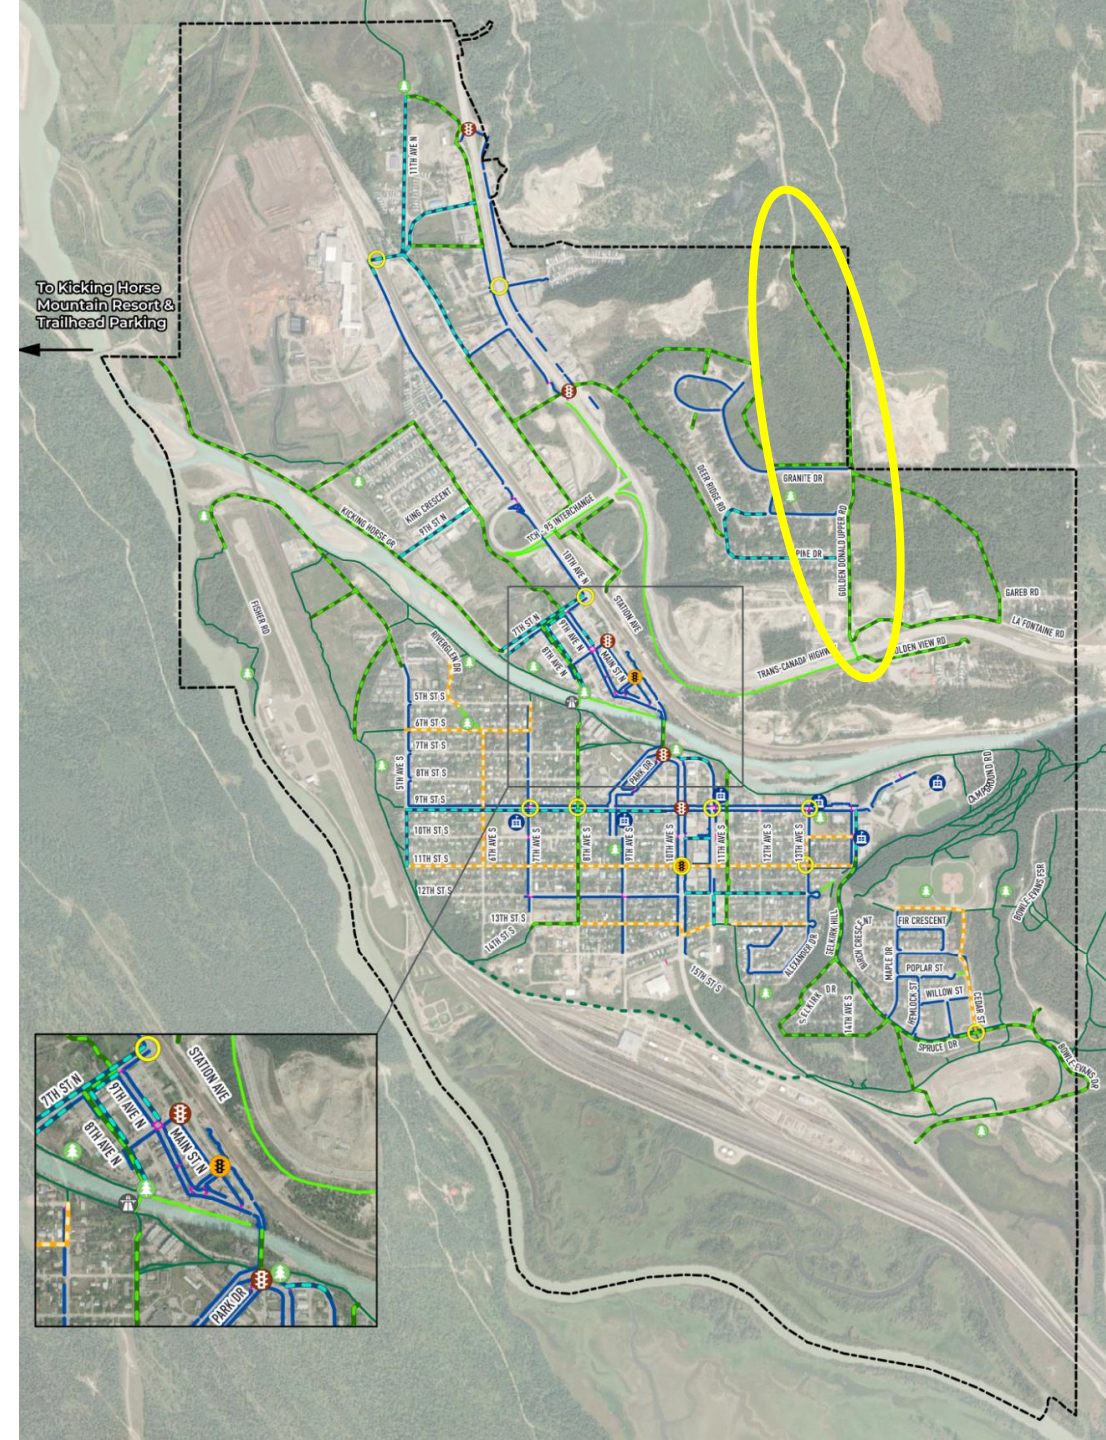 11TH AVE N
To Kicking Horse
Mountain Resort &
Trailhead Parking
KING CRESCENT
9TH ST N
KICKING HORSE DR
TCH - 95 INTERCHANGE
10TH AVE N
DEER RIDGE RD
GRANITE DR
PINE DR
GOLDEN DONALD UPPER RD
GAREB RD
LA FONTAINE RD
TRANS-CANADA HIGHW
OLDEN VIEW RD
STATION AVE
7TH ST N
9TH AVE N
8TH AVE N
MAIN ST N
FISHER RD
RIVERGLEN DR
5TH ST S
6TH ST S
7TH ST S
8TH ST S
9TH ST S
10TH ST S
11TH ST S
12TH ST S
13TH ST S
14TH ST S
15TH ST S
5TH AVE S
6TH AVE S
7TH AVE S
8TH AVE S
9TH AVE S
10TH AVE S
11TH AVE S
12TH AVE S
13TH AVE S
PARK DR
CAMPGROUND RD
BOWLE-EVANS FSR
SELKIRK HILL
ALEXANDER DR
BIRCH CRESCENT
FIR CRESCENT
MAPLE DR
POPLAR ST
WILLOW ST
HEMLOCK ST
CEDAR ST
SELKIRK DR
14TH AVE S
SPRUCE DR
BOWLE-EVANS DR
7TH ST N
9TH AVE N
8TH AVE N
STATION AVE
MAIN ST N
PARK DR